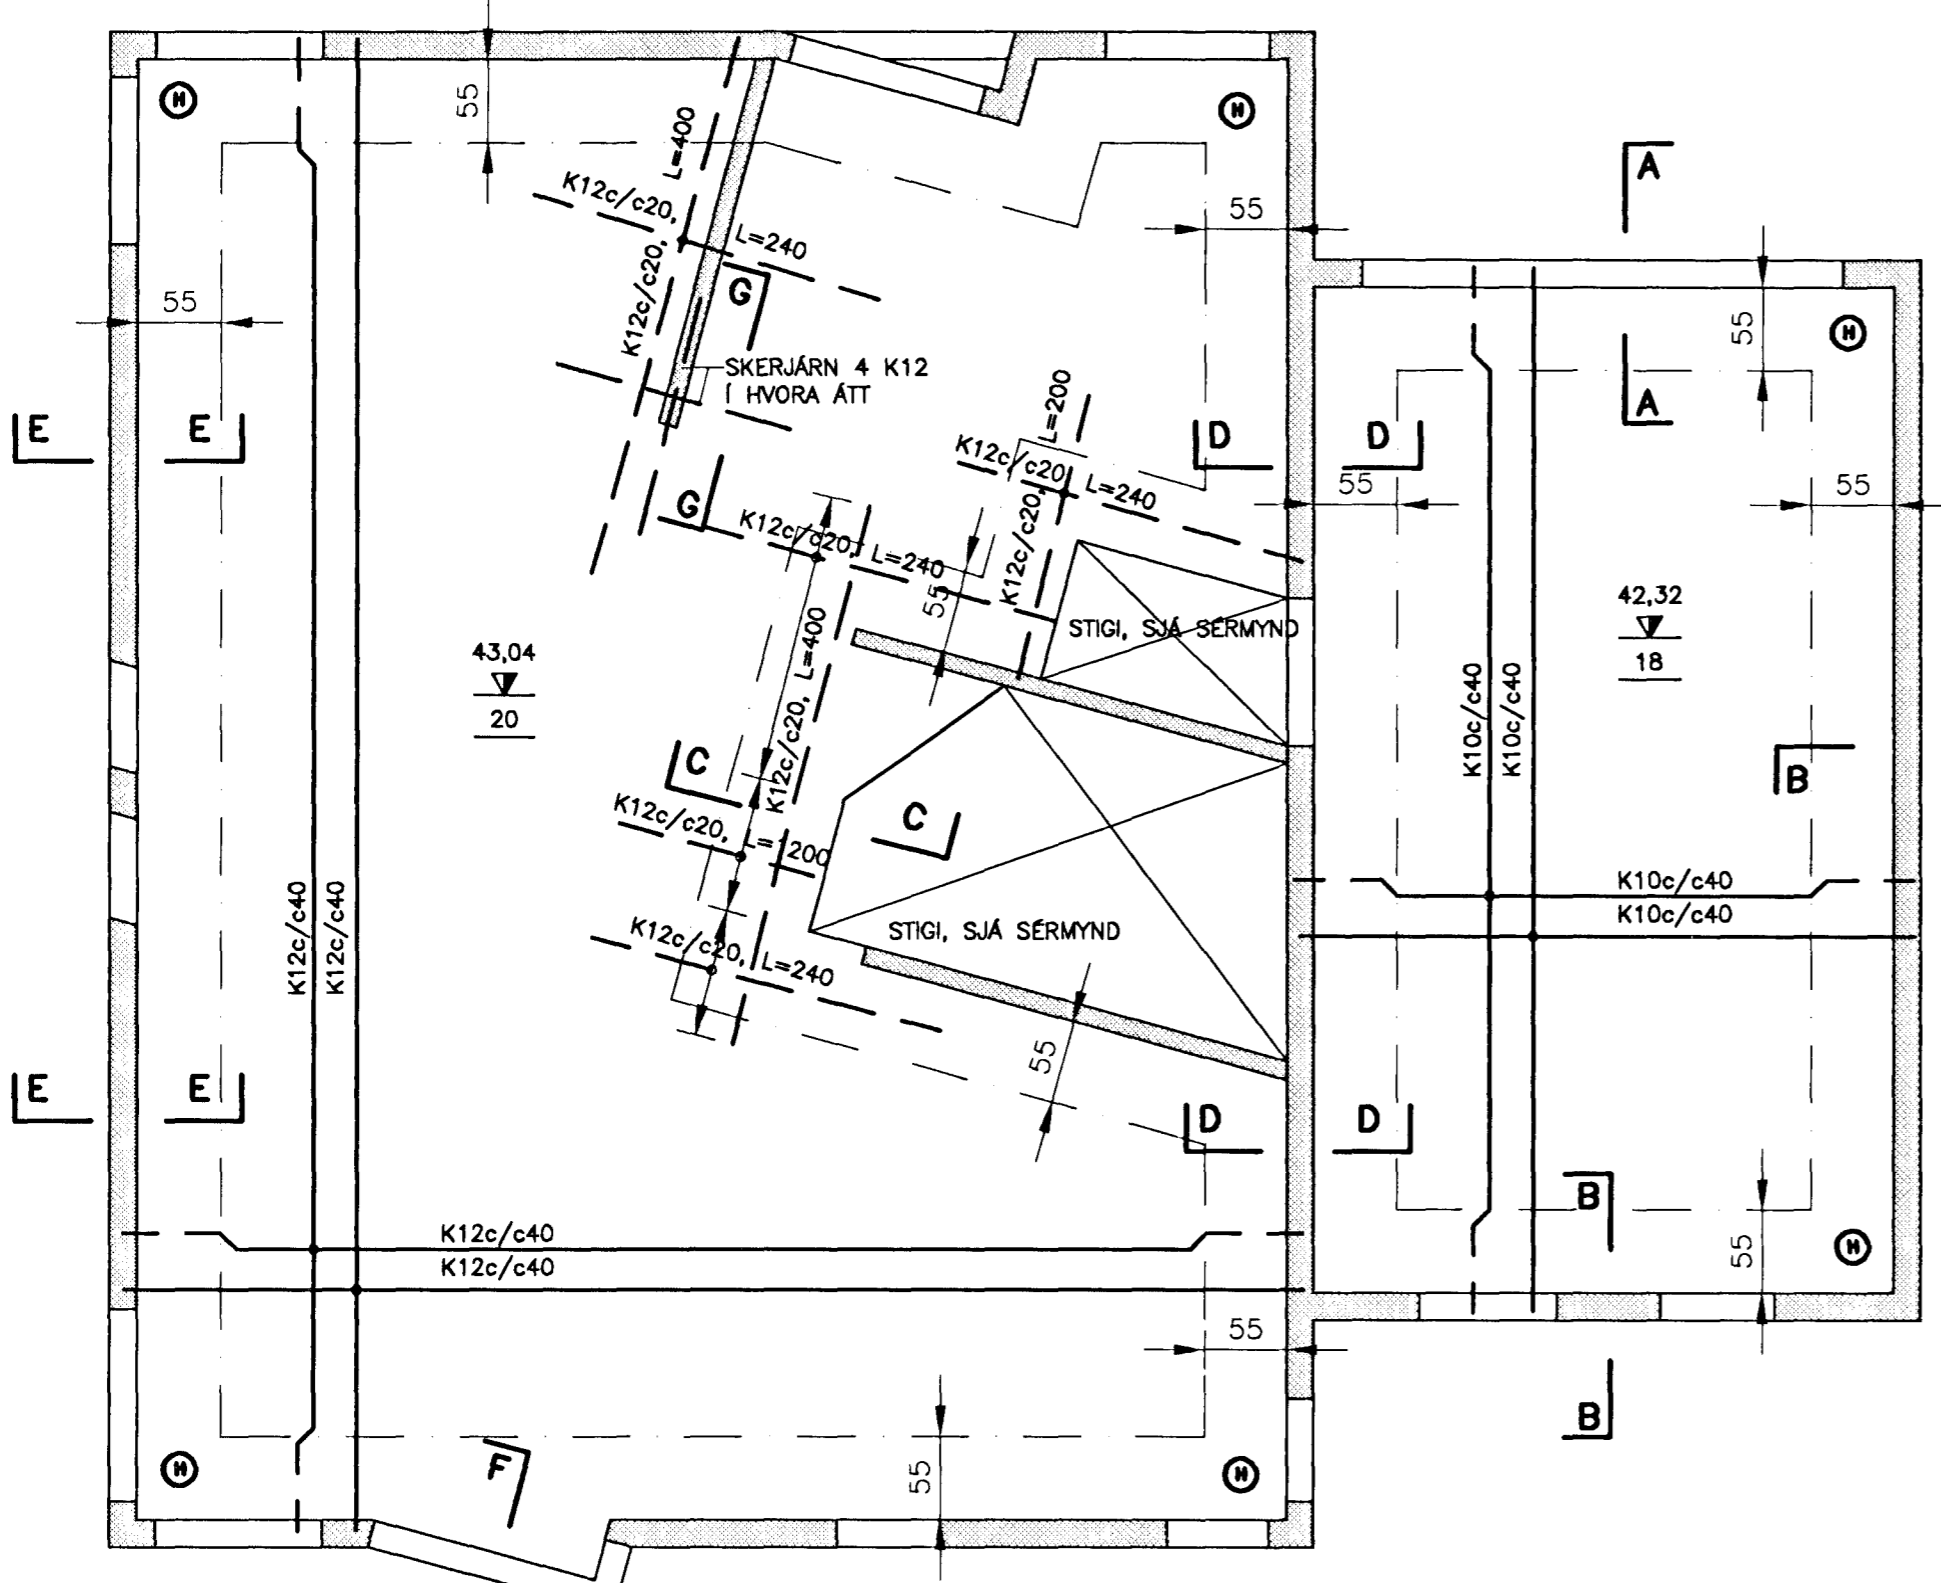 H
55
L=400
K12c/c20,
L=240
K12c/c20,
G
SKERJÁRN 4 K12
Í HVORA ÁTT
G
H
55
A
A
55
H
55
E
E
D
D
55
55
L=200
K12c/c20,
L=240
K12c/c20,
K12c/c20,
L=240
55
STIGI, SJÁ SÉRMYND
43,04
20
42,32
18
K12c/c20, L=400
K10c/c40
K10c/c40
C
C
B
K12c/c20,
L=1200
K12c/c40
K12c/c40
K10c/c40
K10c/c40
STIGI, SJÁ SÉRMYND
K12c/c20,
L=240
55
E
E
D
D
B
K12c/c40
K12c/c40
55
H
55
B
F
H
55
H